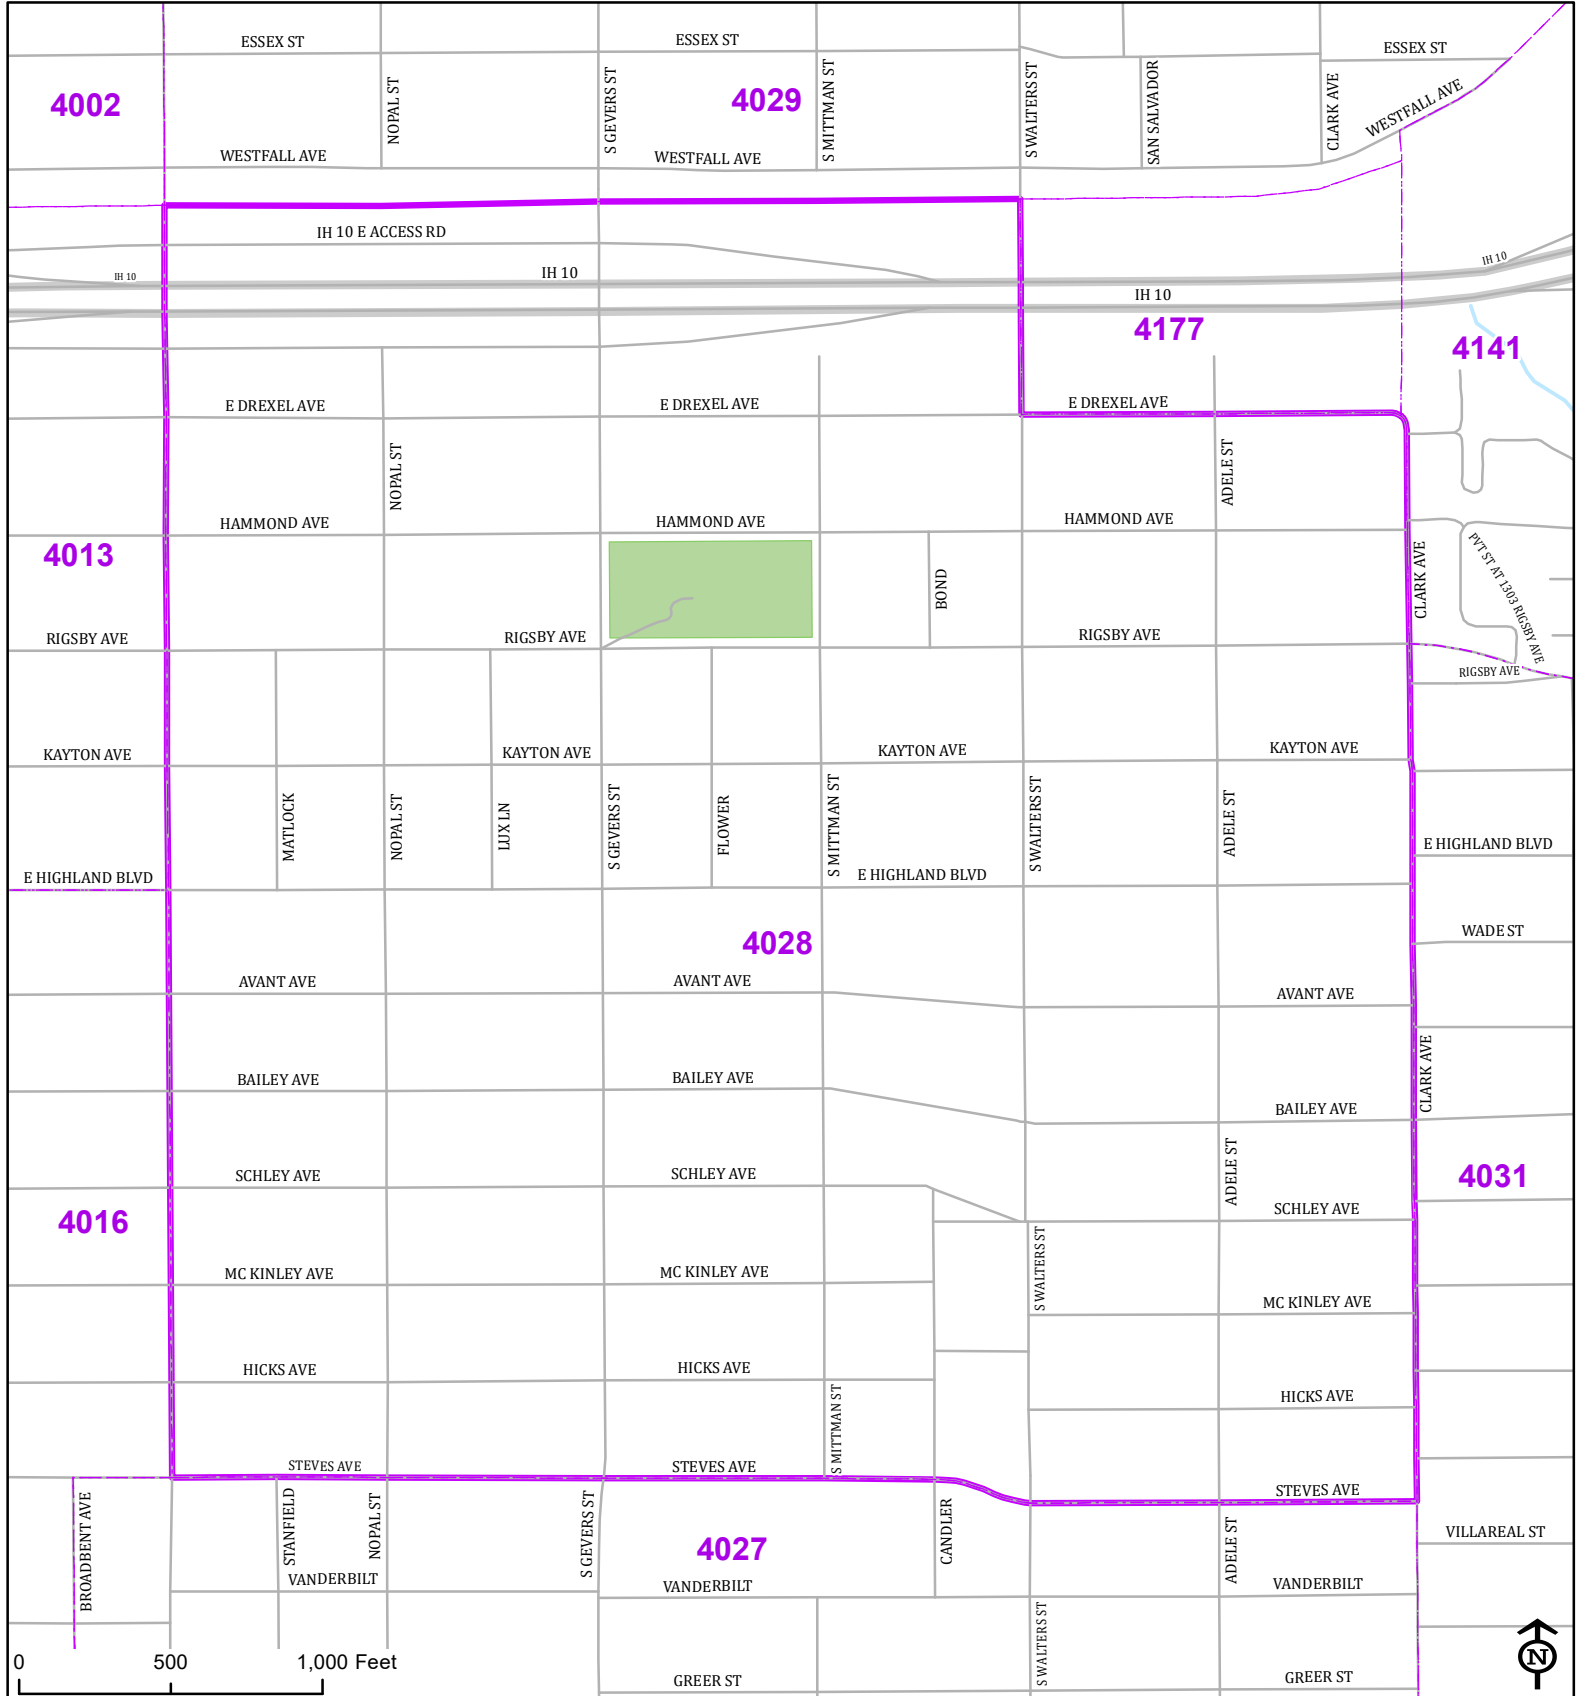 ESSEX ST
ESSEX ST
ESSEX ST
4002
NOPAL ST
S GEVERS ST
4029
S MITTMAN ST
S WALTERS ST
SAN SALVADOR
CLARK AVE
WESTFALL AVE
WESTFALL AVE
WESTFALL AVE
IH 10 E ACCESS RD
IH 10
IH 10
IH 10
IH 10
4177
4141
E DREXEL AVE
E DREXEL AVE
E DREXEL AVE
NOPAL ST
ADELE ST
HAMMOND AVE
HAMMOND AVE
HAMMOND AVE
4013
BOND
CLARK AVE
PVT ST AT 1303 RIGSBY AVE
RIGSBY AVE
RIGSBY AVE
RIGSBY AVE
RIGSBY AVE
KAYTON AVE
KAYTON AVE
KAYTON AVE
KAYTON AVE
MATLOCK
NOPAL ST
LUX LN
S GEVERS ST
FLOWER
S MITTMAN ST
S WALTERS ST
ADELE ST
E HIGHLAND BLVD
E HIGHLAND BLVD
E HIGHLAND BLVD
4028
WADE ST
AVANT AVE
AVANT AVE
AVANT AVE
CLARK AVE
BAILEY AVE
BAILEY AVE
BAILEY AVE
SCHLEY AVE
SCHLEY AVE
ADELE ST
4031
SCHLEY AVE
4016
S WALTERS ST
MC KINLEY AVE
MC KINLEY AVE
MC KINLEY AVE
HICKS AVE
HICKS AVE
HICKS AVE
S MITTMAN ST
STEVES AVE
STEVES AVE
STEVES AVE
BROADBENT AVE
STANFIELD
NOPAL ST
S GEVERS ST
4027
CANDLER
ADELE ST
VILLAREAL ST
VANDERBILT
VANDERBILT
VANDERBILT
S WALTERS ST
GREER ST
GREER ST
0 500 1,000 Feet
N